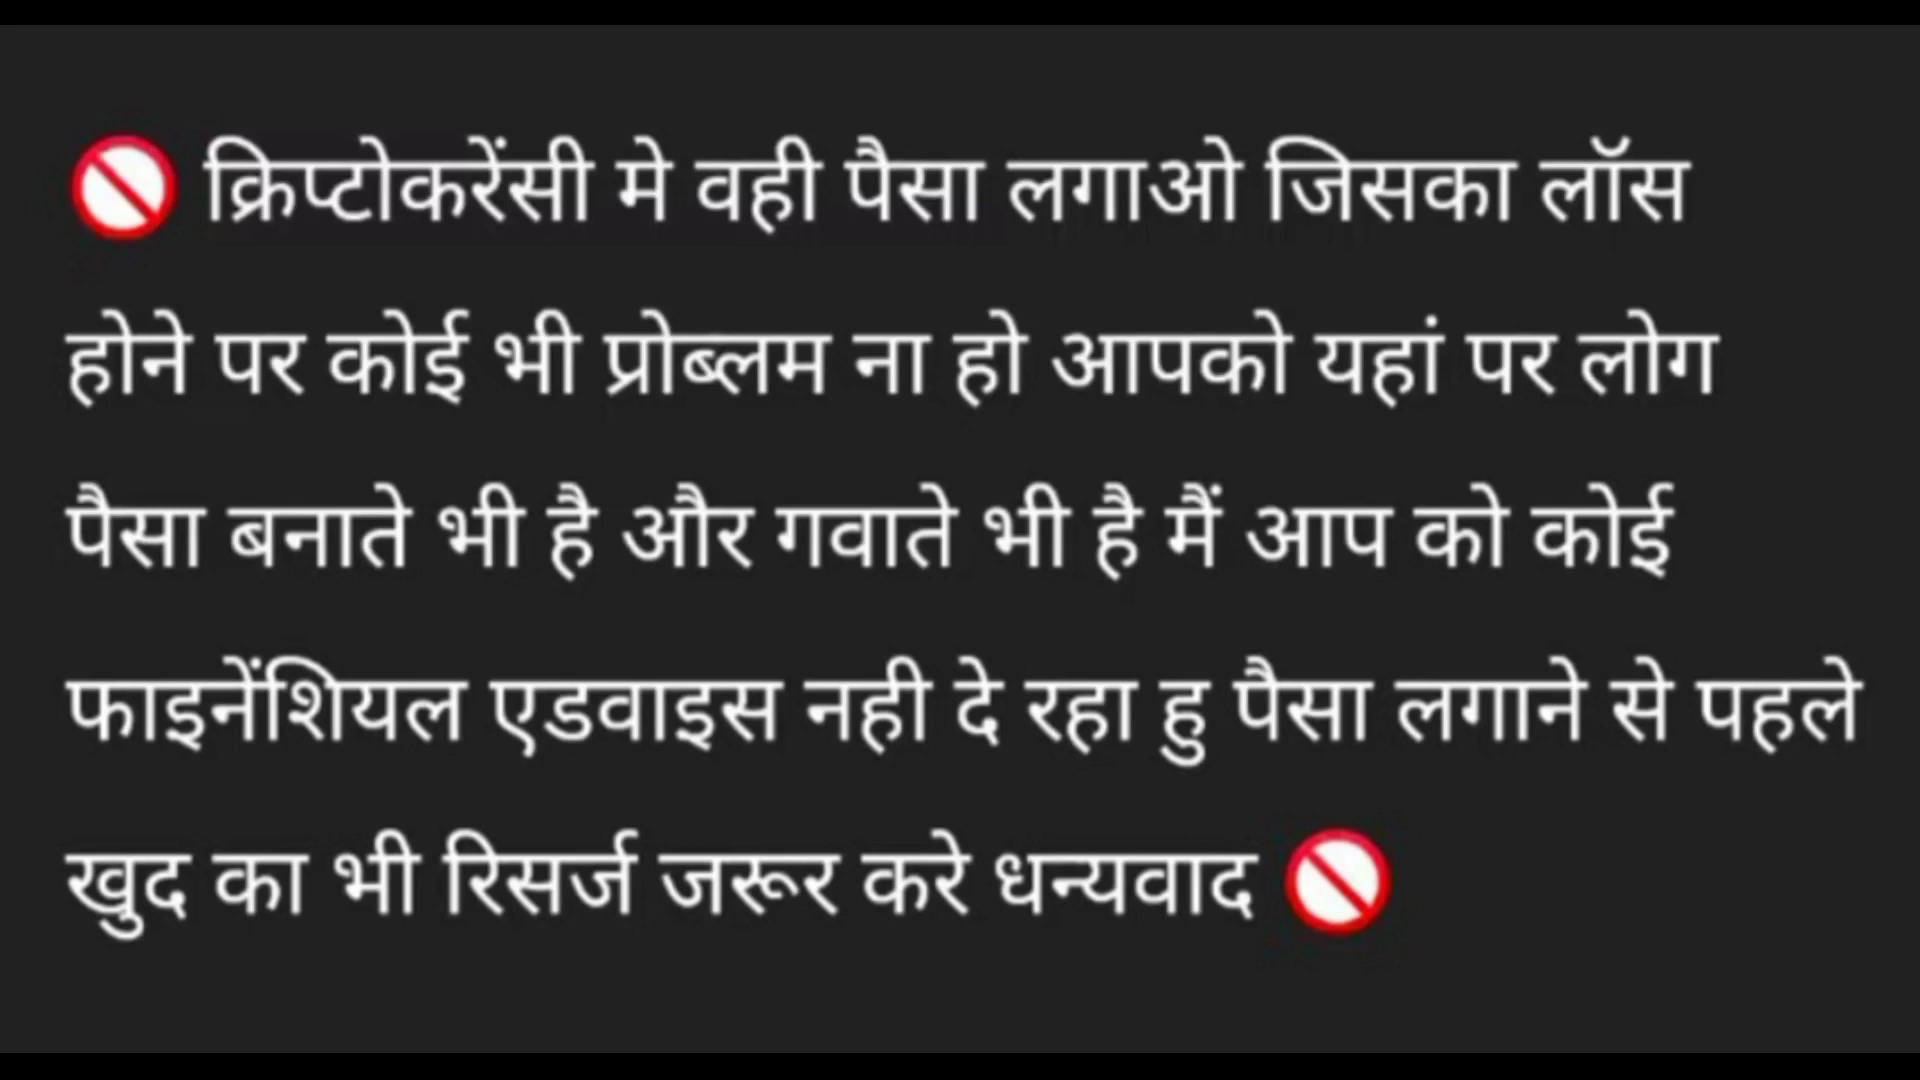 🚫 क्रिप्टोकरेंसी मे वही पैसा लगाओ जिसका लॉस
होने पर कोई भी प्रोब्लम ना हो आपको यहां पर लोग
पैसा बनाते भी है और गवाते भी है मैं आप को कोई
फाइनेंशियल एडवाइस नही दे रहा हु पैसा लगाने से पहले
खुद का भी रिसर्ज जरूर करे धन्यवाद 🚫